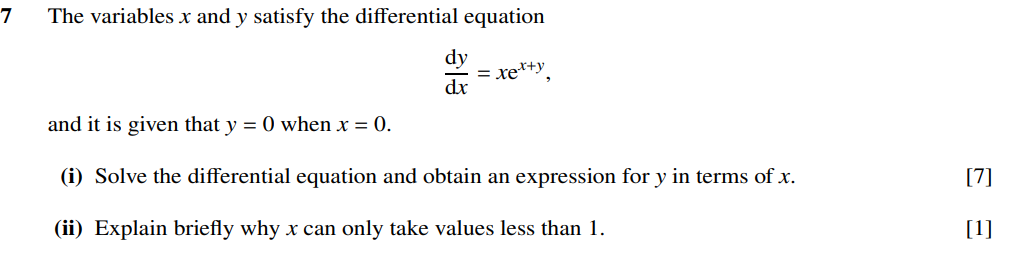 7 The variables x and y satisfy the differential equation
dy/dx = xe^{x+y},
and it is given that y = 0 when x = 0.
(i) Solve the differential equation and obtain an expression for y in terms of x. [7]
(ii) Explain briefly why x can only take values less than 1. [1]